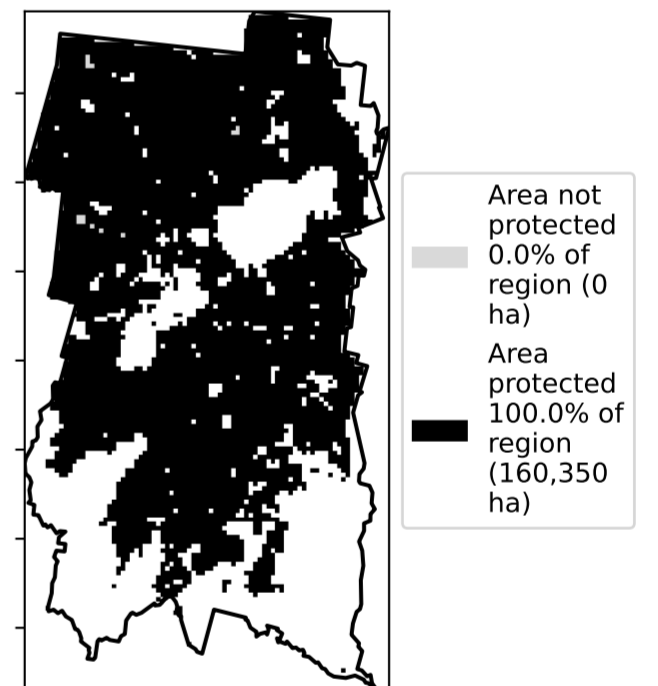 Area not
protected
0.0% of
region (0
ha)
Area
protected
100.0% of
region
(160,350
ha)